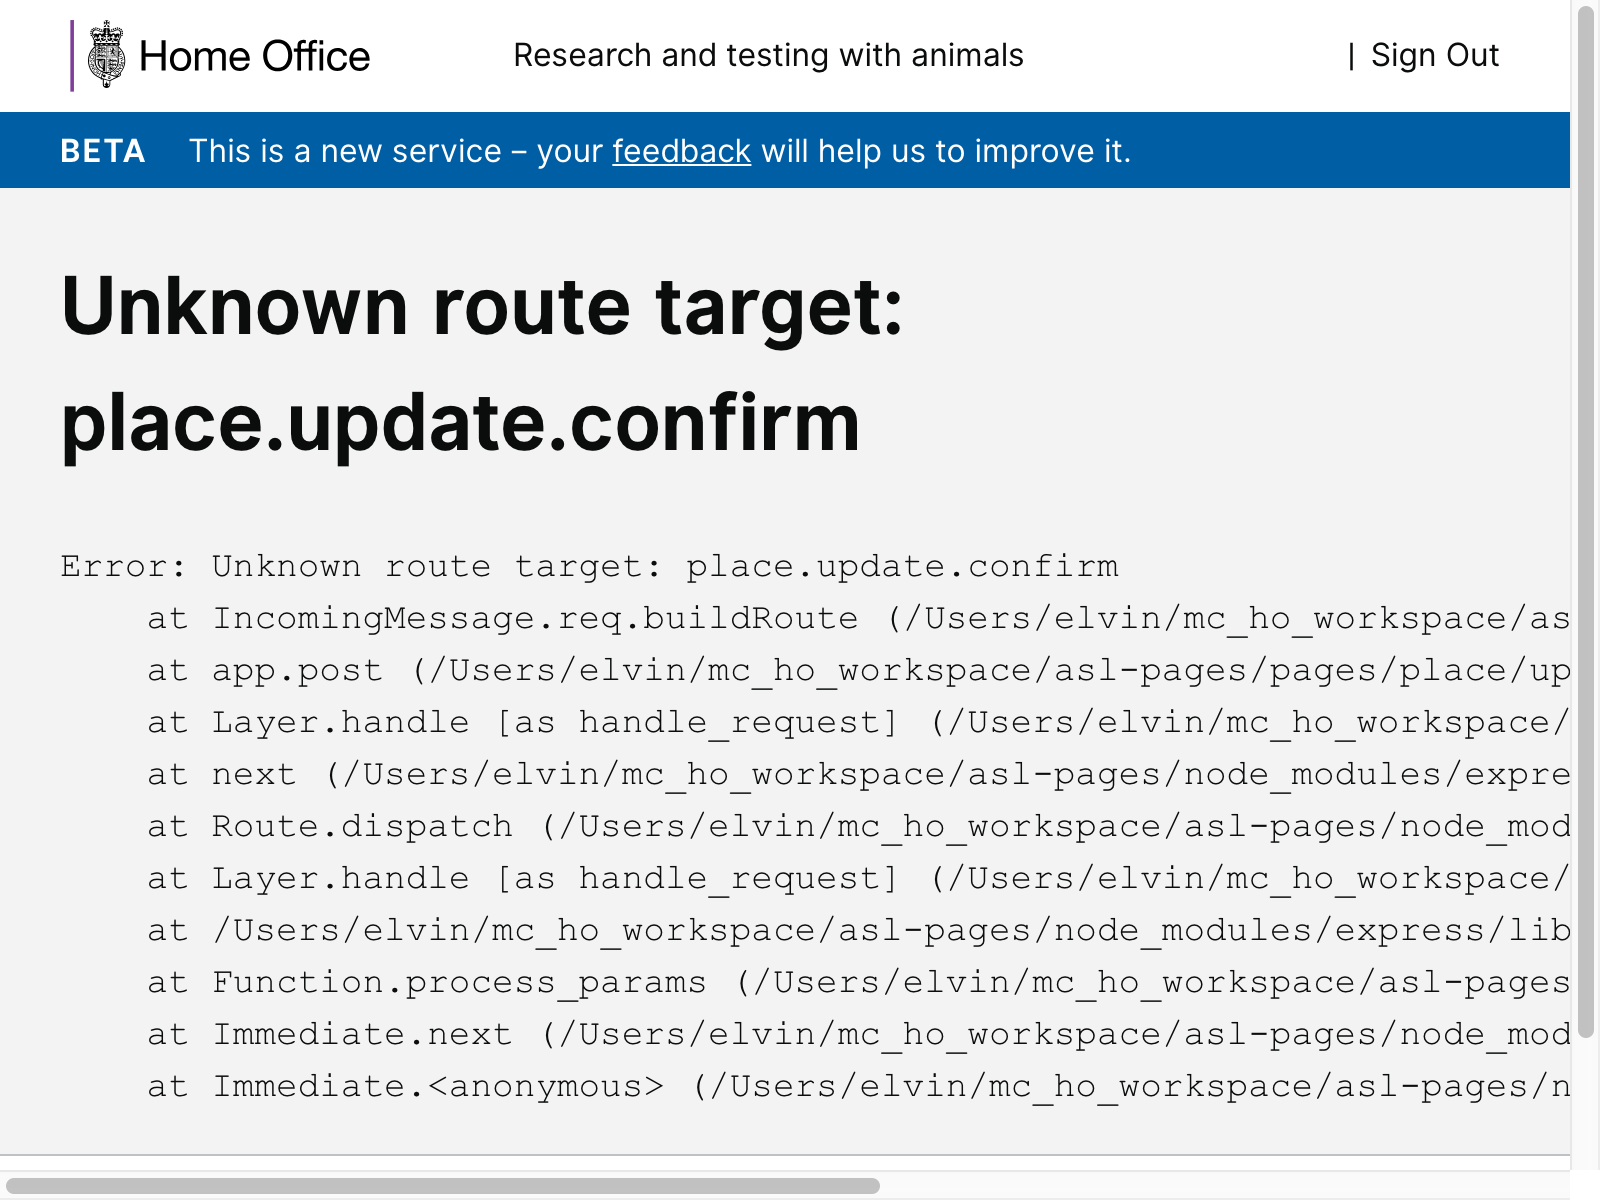 Home Office
Research and testing with animals
| Sign Out
BETA This is a new service – your feedback will help us to improve it.
Unknown route target:
place.update.confirm
Error: Unknown route target: place.update.confirm
at IncomingMessage.req.buildRoute (/Users/elvin/mc_ho_workspace/as
at app.post (/Users/elvin/mc_ho_workspace/asl-pages/pages/place/up
at Layer.handle [as handle_request] (/Users/elvin/mc_ho_workspace/
at next (/Users/elvin/mc_ho_workspace/asl-pages/node_modules/expre
at Route.dispatch (/Users/elvin/mc_ho_workspace/asl-pages/node_mod
at Layer.handle [as handle_request] (/Users/elvin/mc_ho_workspace/
at /Users/elvin/mc_ho_workspace/asl-pages/node_modules/express/lib
at Function.process_params (/Users/elvin/mc_ho_workspace/asl-pages
at Immediate.next (/Users/elvin/mc_ho_workspace/asl-pages/node_mod
at Immediate.<anonymous> (/Users/elvin/mc_ho_workspace/asl-pages/n